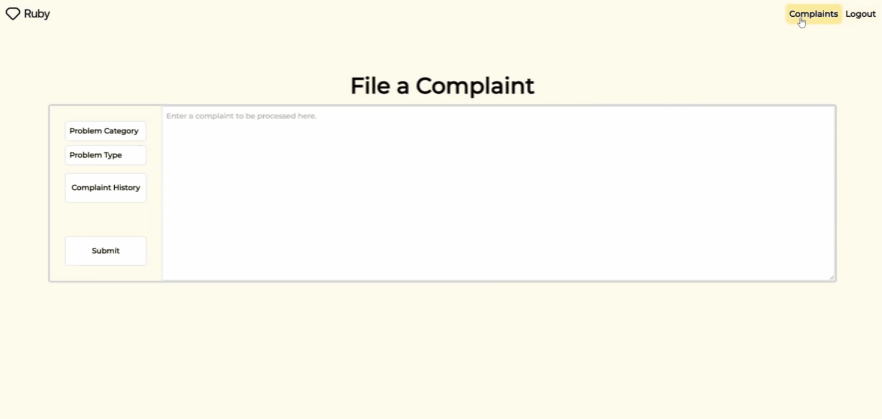 Ruby
Complaints Logout
File a Complaint
Problem Category
Problem Type
Complaint History
Submit
Enter a complaint to be processed here.